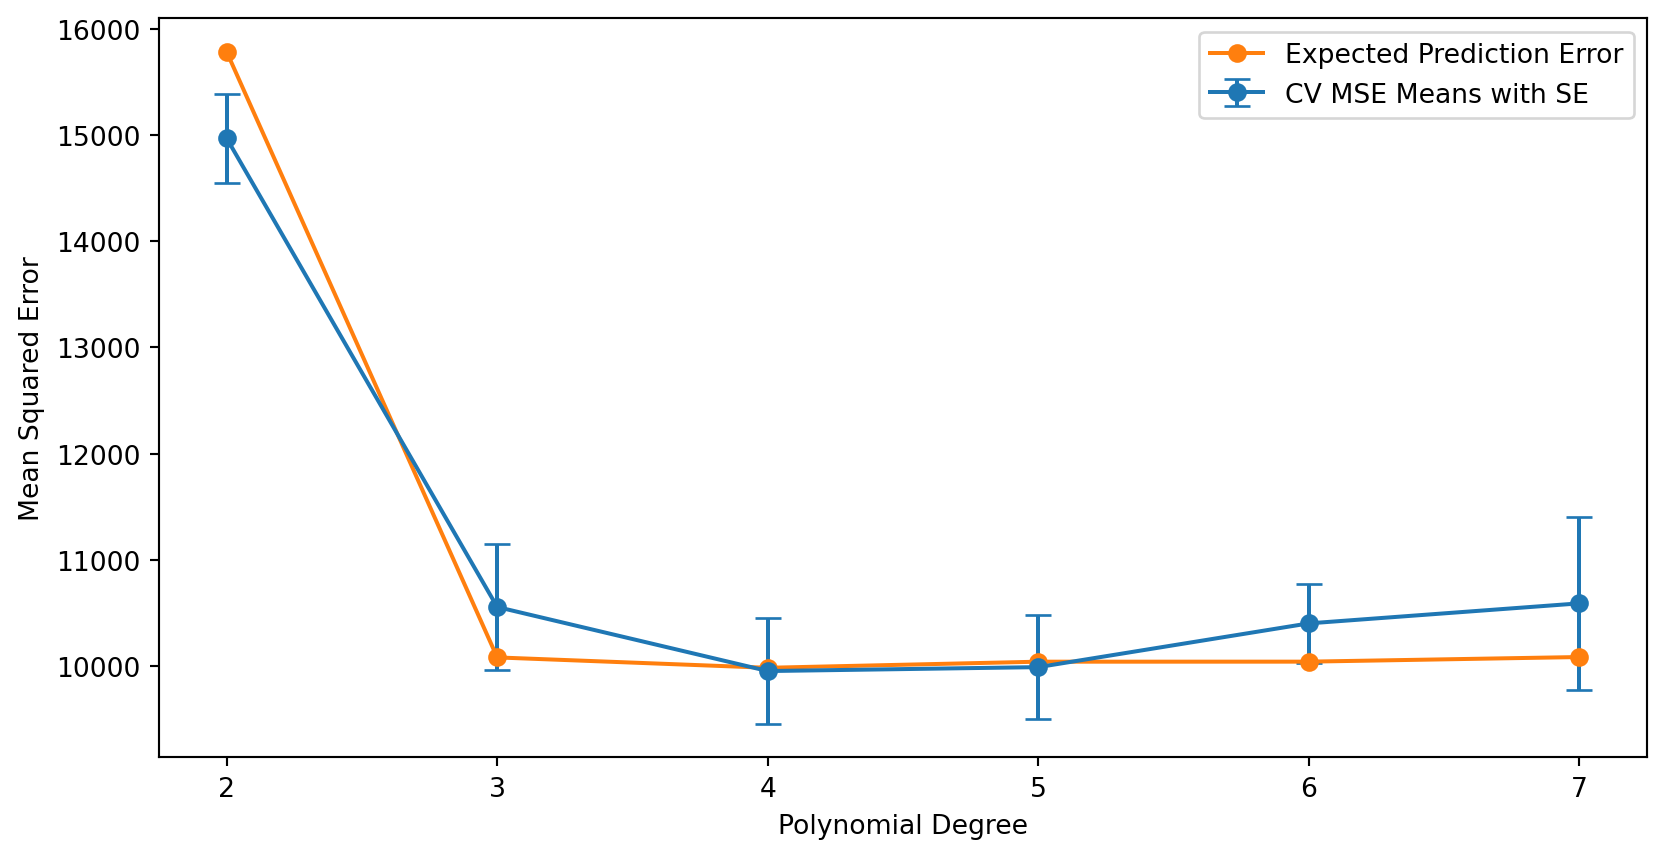 16000
15000
14000
13000
12000
11000
10000
Mean Squared Error
Expected Prediction Error
CV MSE Means with SE
2 3 4 5 6 7
Polynomial Degree